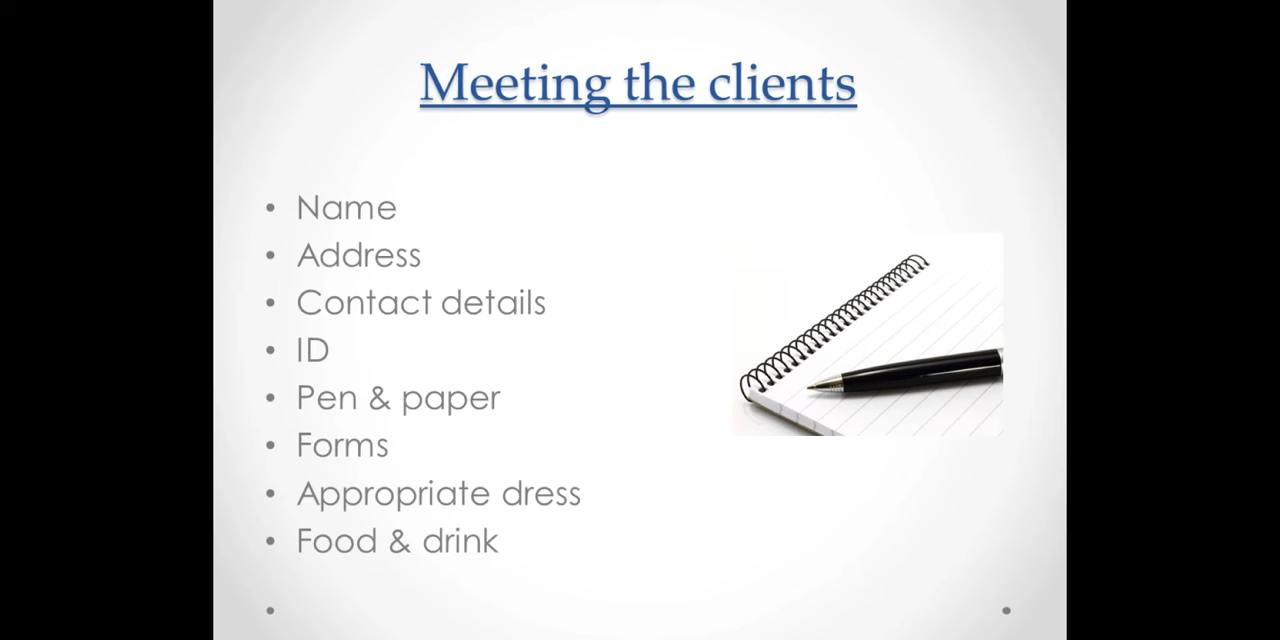 Meeting the clients
• Name
• Address
• Contact details
• ID
• Pen & paper
• Forms
• Appropriate dress
• Food & drink